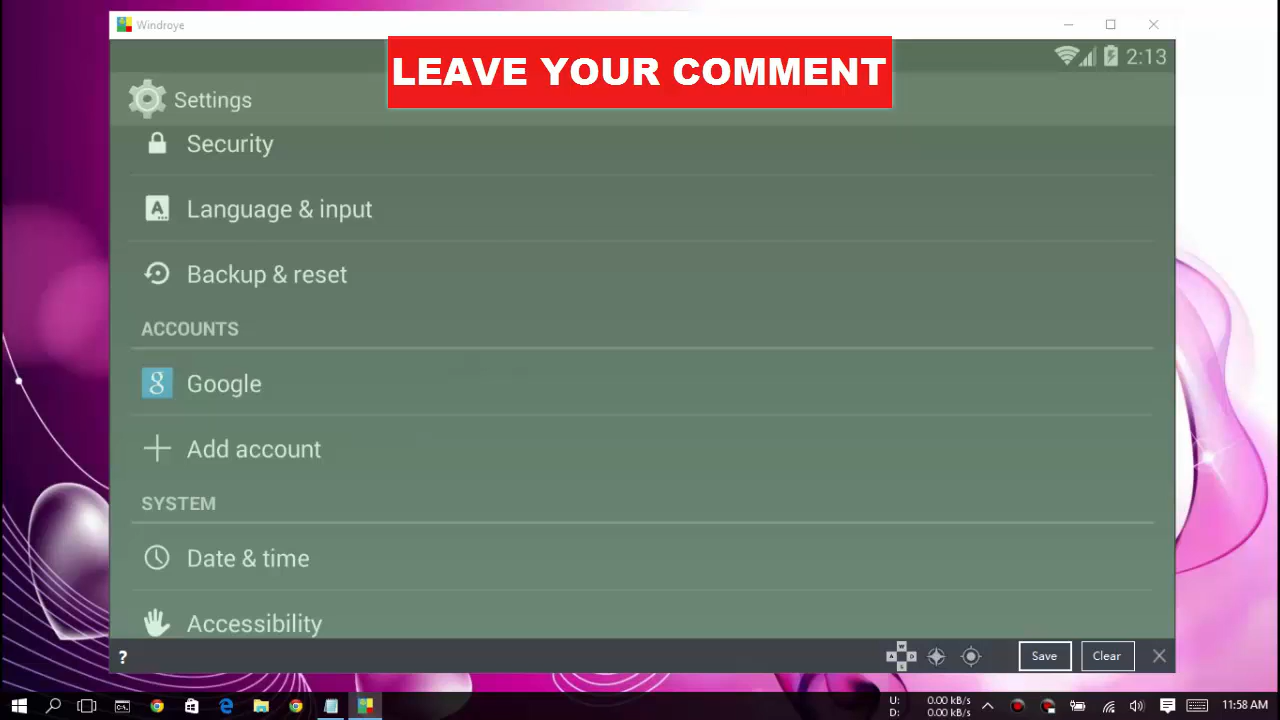 Windroye
LEAVE YOUR COMMENT
2:13
Settings
Security
A
Language & input
Backup & reset
ACCOUNTS
g
Google
Add account
SYSTEM
Date & time
Accessibility
?
W
A D
S
Save
Clear
U: 0.00 kB/s
D: 0.00 kB/s
11:58 AM